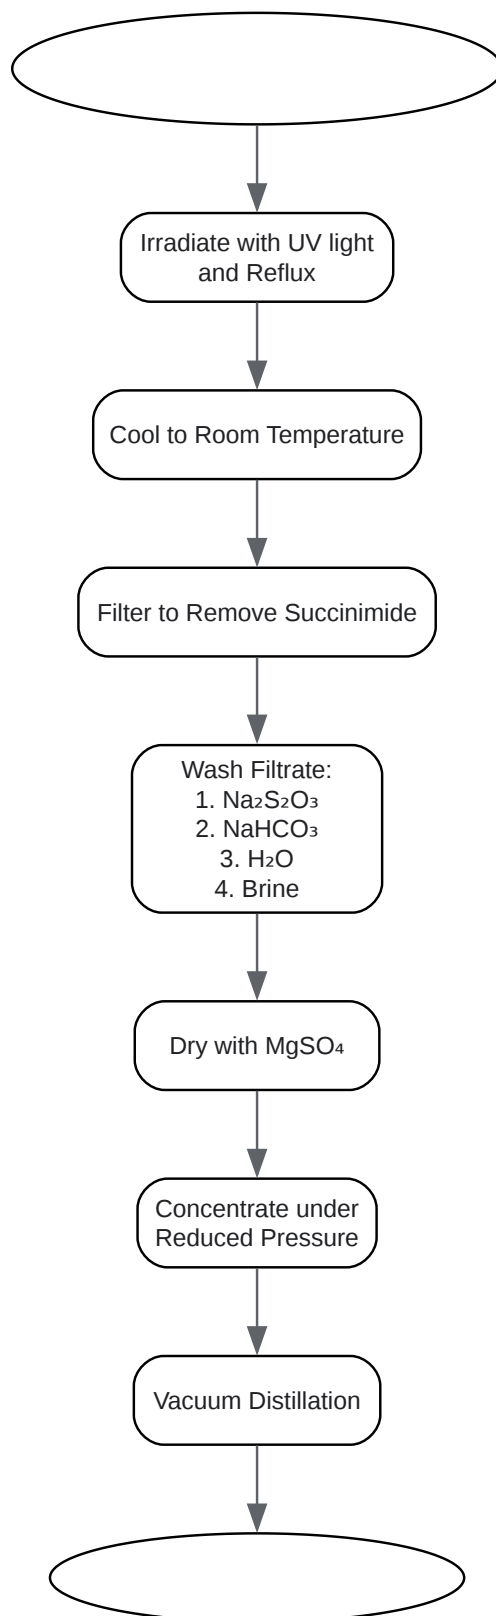 Irradiate with UV light
and Reflux
Cool to Room Temperature
Filter to Remove Succinimide
Wash Filtrate:
1. Na₂S₂O₃
2. NaHCO₃
3. H₂O
4. Brine
Dry with MgSO₄
Concentrate under
Reduced Pressure
Vacuum Distillation